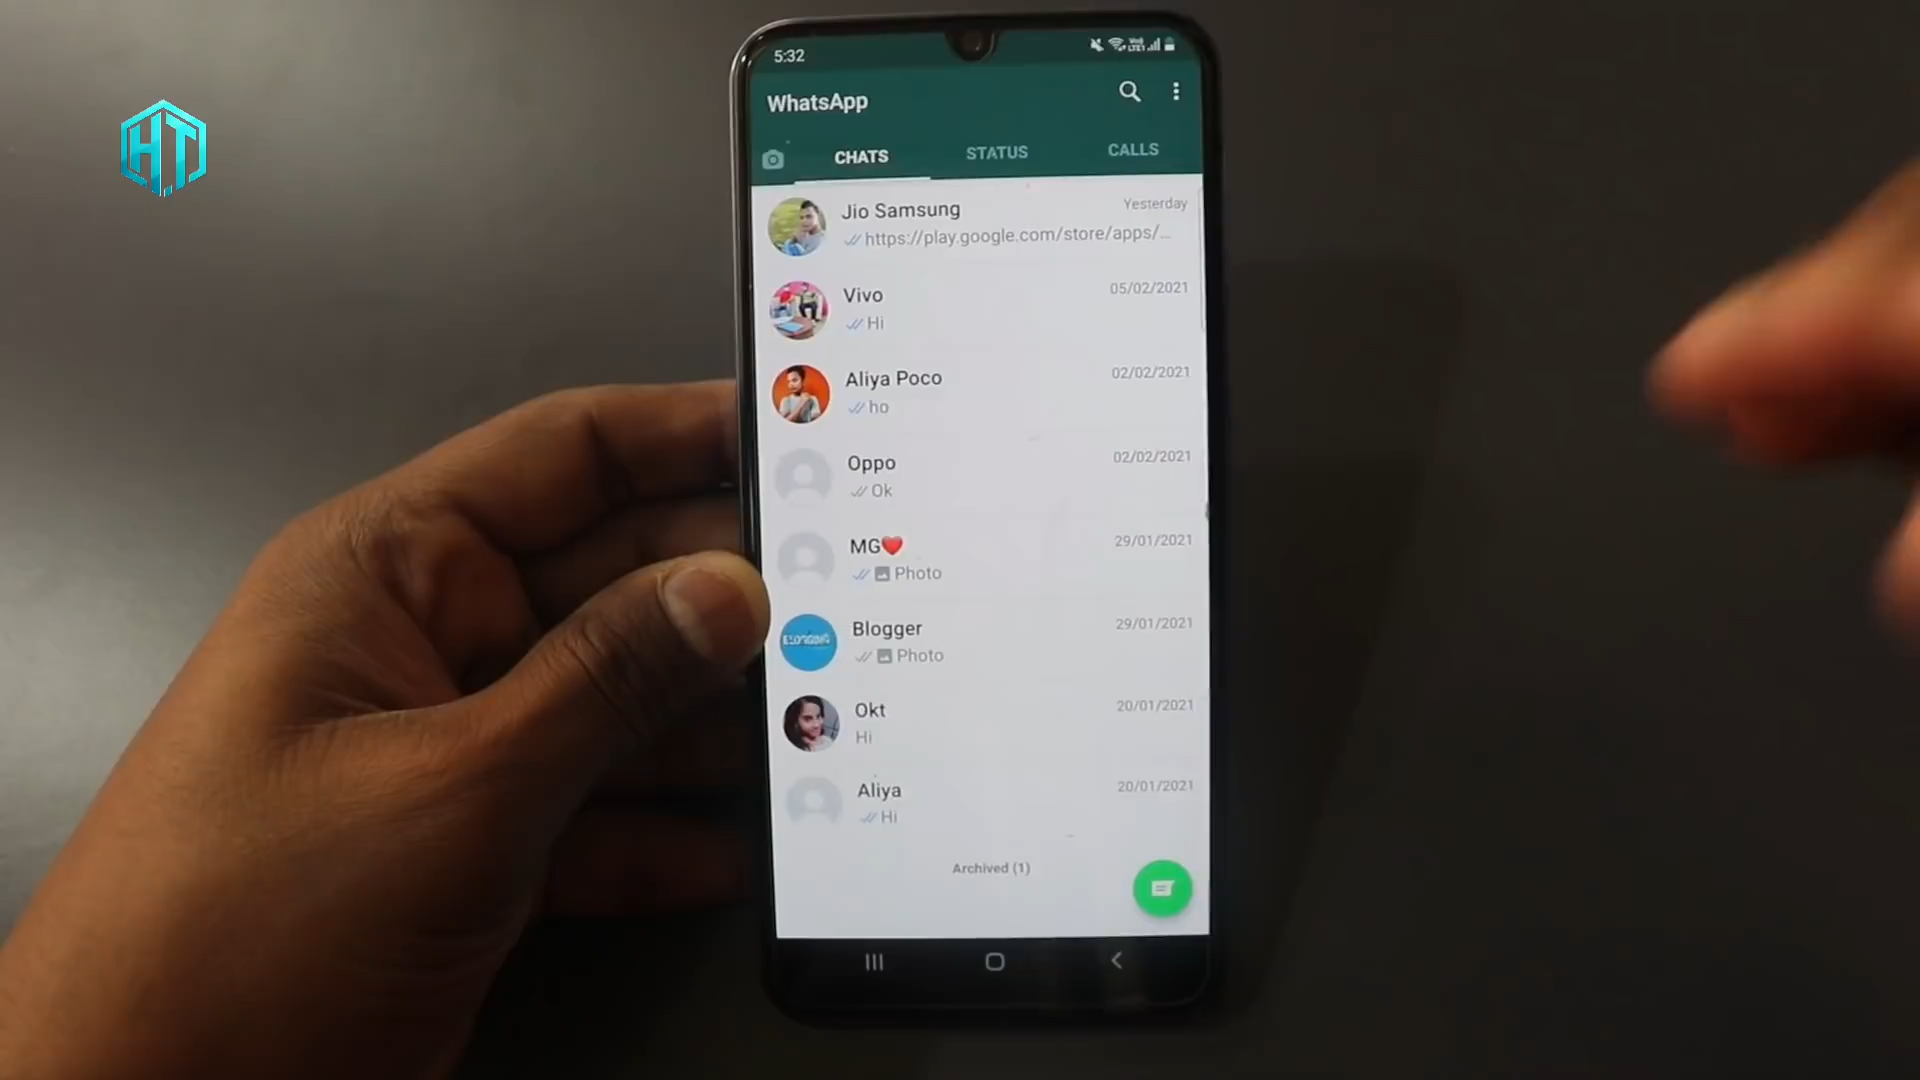 HT
5:32
WhatsApp
CHATS
STATUS
CALLS
Jio Samsung
Yesterday
https://play.google.com/store/apps/...
Vivo
05/02/2021
Hi
Aliya Poco
02/02/2021
ho
Oppo
02/02/2021
Ok
MG❤️
29/01/2021
Photo
Blogger
29/01/2021
Photo
Okt
20/01/2021
Hi
Aliya
20/01/2021
Hi
Archived (1)